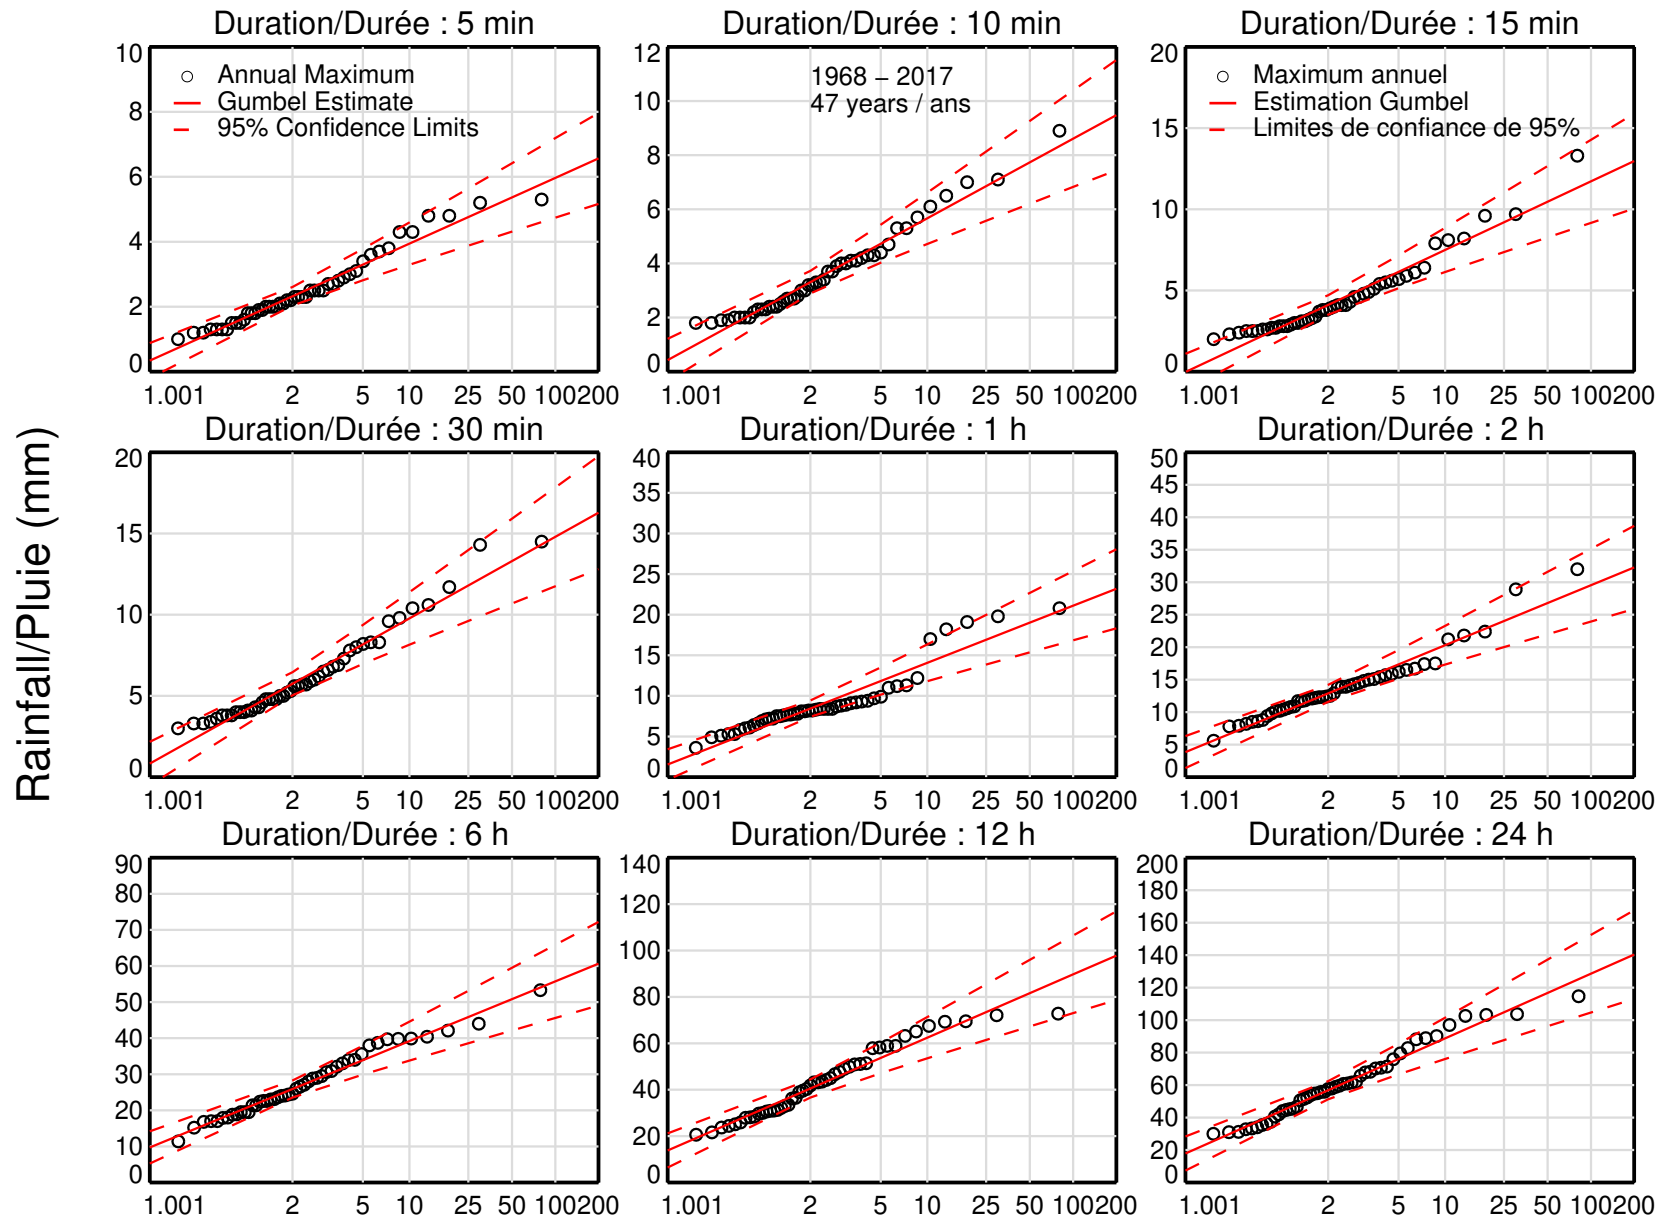 Duration/Durée : 5 min
Duration/Durée : 10 min
Duration/Durée : 15 min
10
8
6
4
2
0
Annual Maximum
Gumbel Estimate
95% Confidence Limits
1.001 2 5 10 25 50 100200
12
10
8
6
4
2
0
1968 – 2017
47 years / ans
1.001 2 5 10 25 50 100200
20
15
10
5
0
Maximum annuel
Estimation Gumbel
Limites de confiance de 95%
1.001 2 5 10 25 50 100200
Rainfall/Pluie (mm)
Duration/Durée : 30 min
Duration/Durée : 1 h
Duration/Durée : 2 h
20
15
10
5
0
1.001 2 5 10 25 50 100200
40
35
30
25
20
15
10
5
0
1.001 2 5 10 25 50 100200
50
45
40
35
30
25
20
15
10
5
0
1.001 2 5 10 25 50 100200
Duration/Durée : 6 h
Duration/Durée : 12 h
Duration/Durée : 24 h
90
80
70
60
50
40
30
20
10
0
1.001 2 5 10 25 50 100200
140
120
100
80
60
40
20
0
1.001 2 5 10 25 50 100200
200
180
160
140
120
100
80
60
40
20
0
1.001 2 5 10 25 50 100200